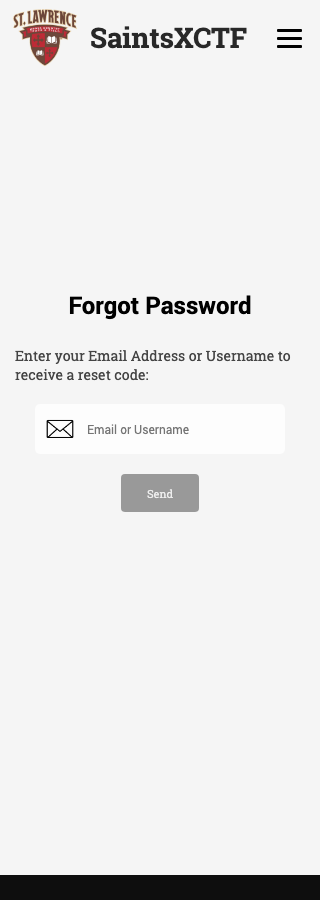 ST. LAWRENCE
SaintsXCTF
Forgot Password
Enter your Email Address or Username to
receive a reset code:
Email or Username
Send